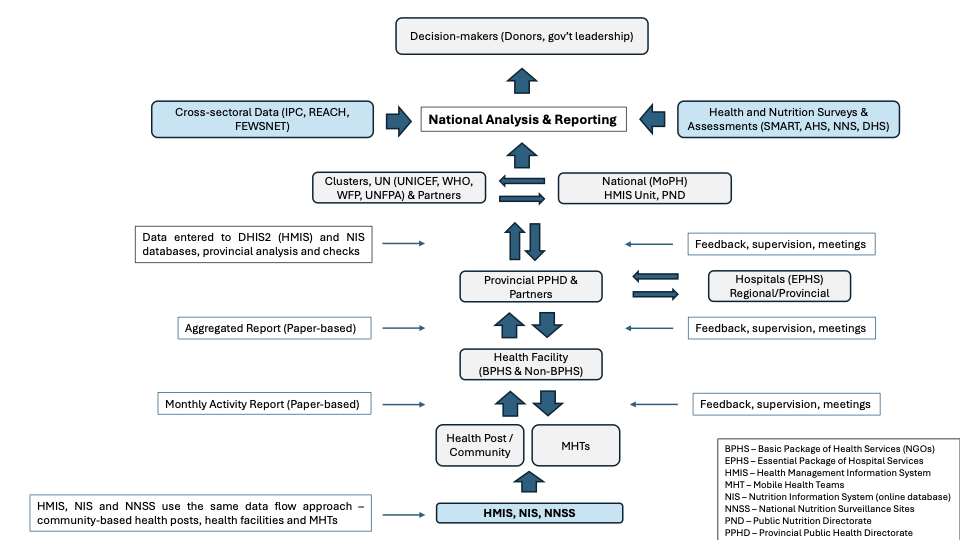 Decision-makers (Donors, gov't leadership)
Cross-sectoral Data (IPC, REACH,
FEWSNET)
National Analysis & Reporting
Health and Nutrition Surveys &
Assessments (SMART, AHS, NNS, DHS)
Clusters, UN (UNICEF, WHO,
WFP, UNFPA) & Partners
National (MoPH)
HMIS Unit, PND
Data entered to DHIS2 (HMIS) and NIS
databases, provincial analysis and checks
Feedback, supervision, meetings
Provincial PPHD &
Partners
Hospitals (EPHS)
Regional/Provincial
Aggregated Report (Paper-based)
Feedback, supervision, meetings
Health Facility
(BPHS & Non-BPHS)
Monthly Activity Report (Paper-based)
Feedback, supervision, meetings
Health Post /
Community
MHTs
HMIS, NIS and NNSS use the same data flow approach –
community-based health posts, health facilities and MHTs
HMIS, NIS, NNSS
BPHS – Basic Package of Health Services (NGOs)
EPHS – Essential Package of Hospital Services
HMIS – Health Management Information System
MHT – Mobile Health Teams
NIS – Nutrition Information System (online database)
NNSS – National Nutrition Surveillance Sites
PND – Public Nutrition Directorate
PPHD – Provincial Public Health Directorate